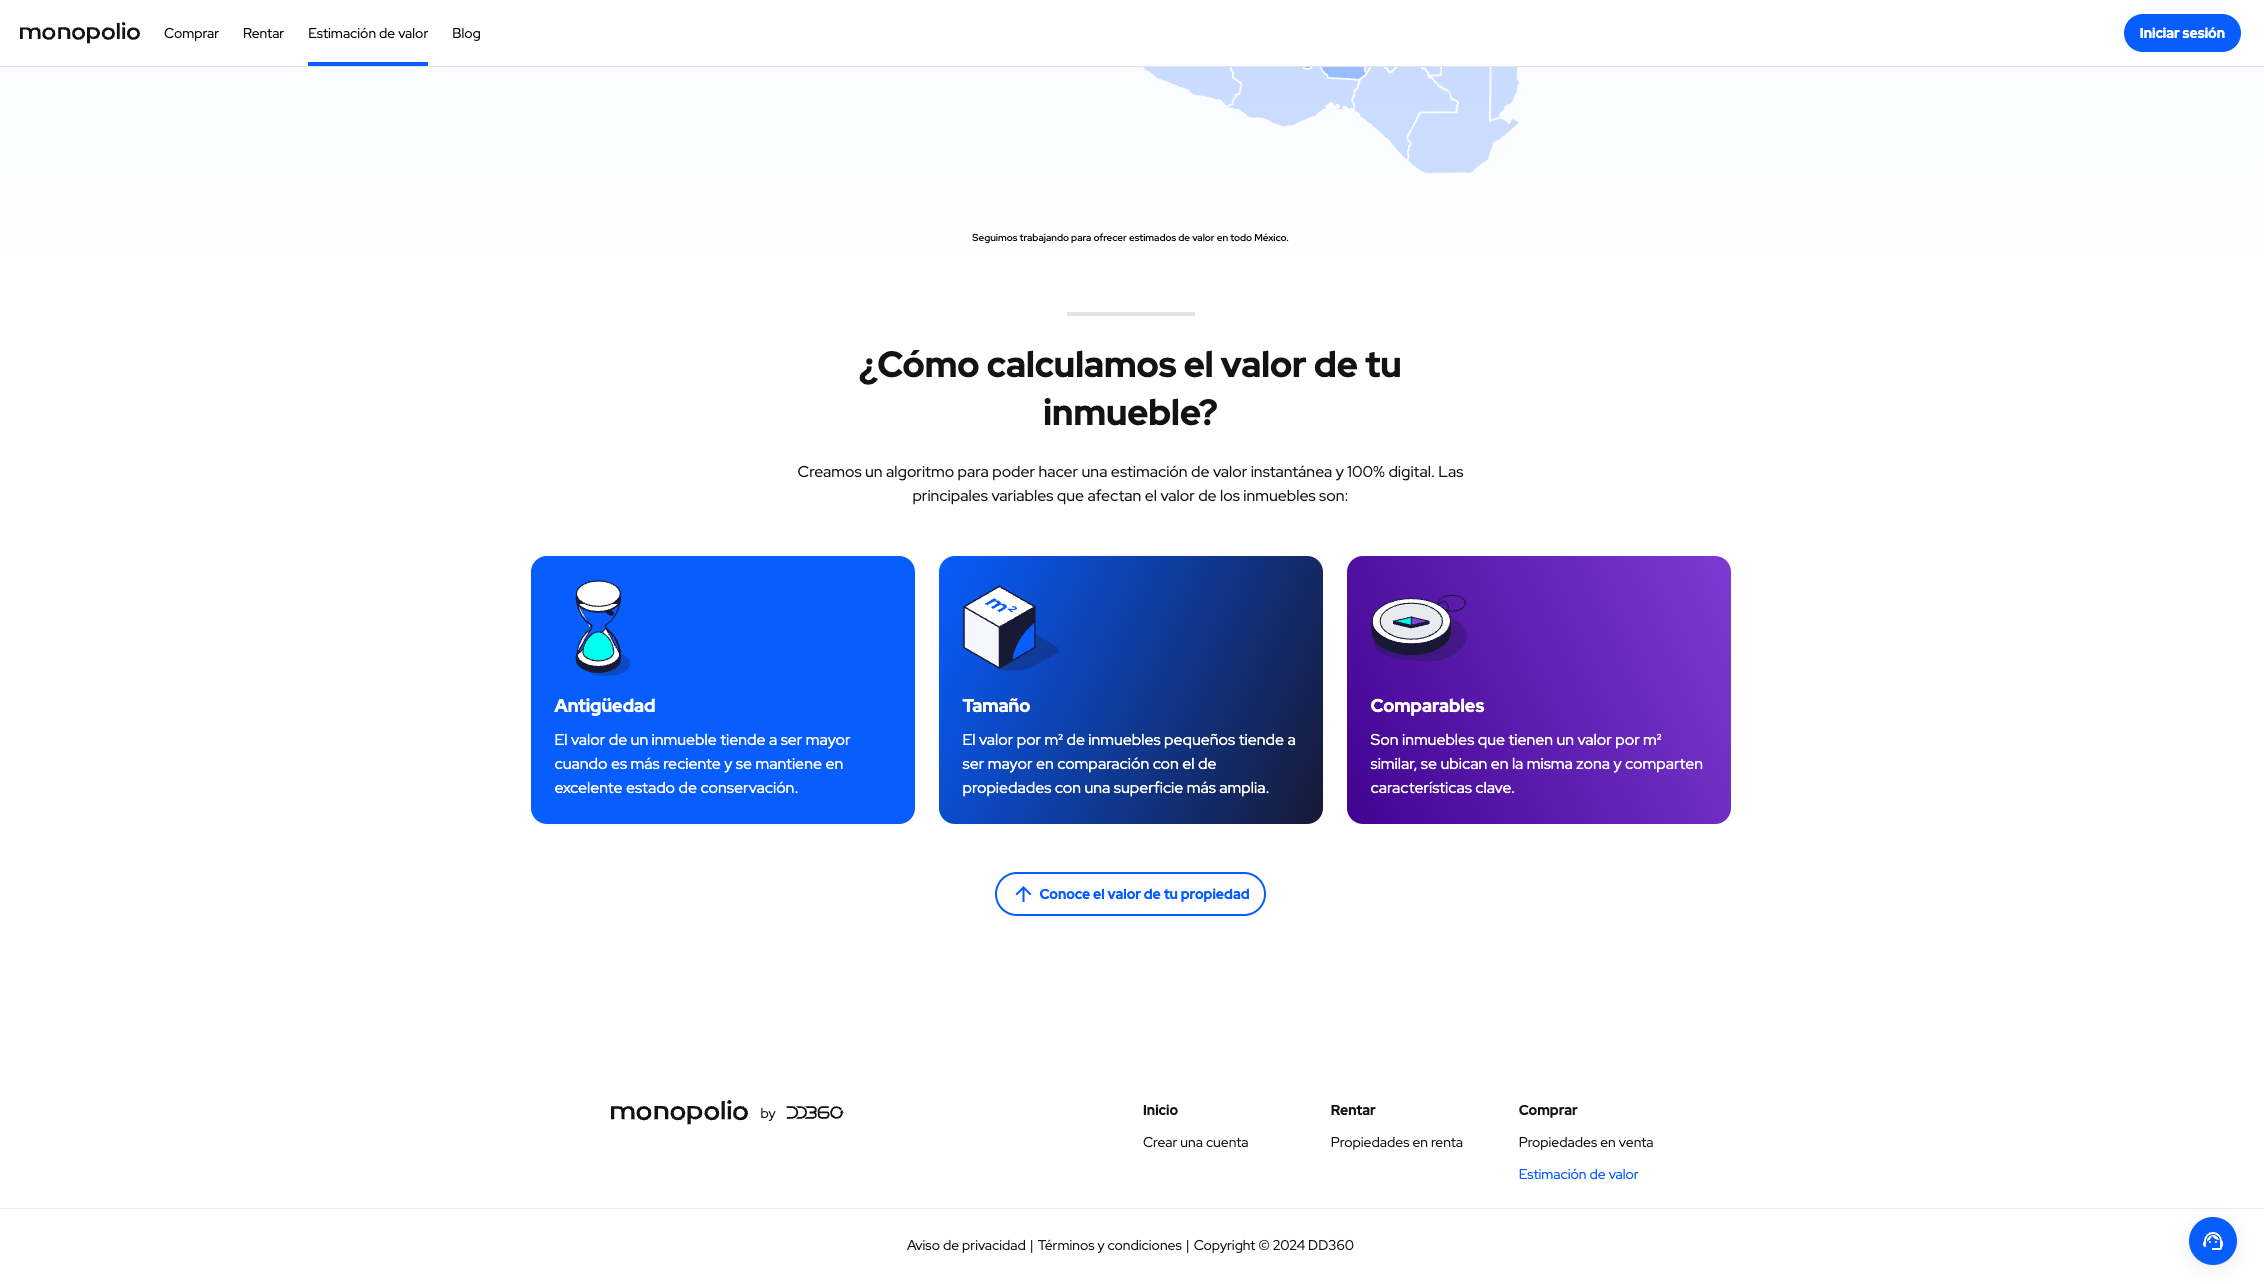 monopolio
Comprar
Rentar
Estimación de valor
Blog
Iniciar sesión
Seguimos trabajando para ofrecer estimados de valor en todo México.
¿Cómo calculamos el valor de tu
inmueble?
Creamos un algoritmo para poder hacer una estimación de valor instantánea y 100% digital. Las
principales variables que afectan el valor de los inmuebles son:
Antigüedad
El valor de un inmueble tiende a ser mayor
cuando es más reciente y se mantiene en
excelente estado de conservación.
m²
Tamaño
El valor por m² de inmuebles pequeños tiende a
ser mayor en comparación con el de
propiedades con una superficie más amplia.
Comparables
Son inmuebles que tienen un valor por m²
similar, se ubican en la misma zona y comparten
características clave.
Conoce el valor de tu propiedad
monopolio by DD360
Inicio
Crear una cuenta
Rentar
Propiedades en renta
Comprar
Propiedades en venta
Estimación de valor
Aviso de privacidad | Términos y condiciones | Copyright © 2024 DD360